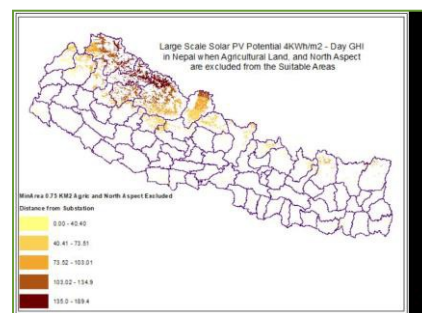 Large Scale Solar PV Potential 4KWh/m2 - Day GHI
in Nepal when Agricultural Land, and North Aspect
are excluded from the Suitable Areas
MinArea 0.75 KM2 Agric and North Aspect Excluded
Distance from Substation
0.00 - 40.40
40.41 - 73.51
73.52 - 103.01
103.02 - 134.9
135.0 - 189.4